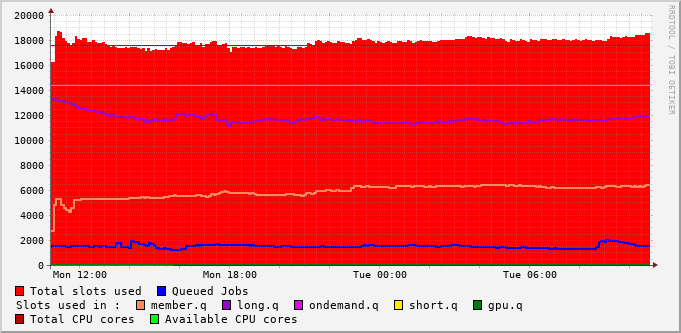 20000
18000
16000
14000
12000
10000
8000
6000
4000
2000
0
Mon 12:00 Mon 18:00 Tue 00:00 Tue 06:00
RRDTOOL / TOBI OETIKER
Total slots used Queued Jobs
Slots used in : member.q long.q ondemand.q short.q gpu.q
Total CPU cores Available CPU cores